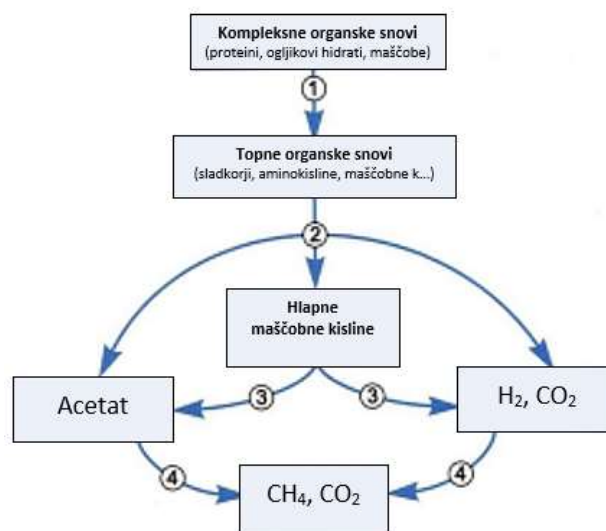 Kompleksne organske snovi
(proteini, ogljikovi hidrati, maščobe)
1
Topne organske snovi
(sladkorji, aminokisline, maščobne k...)
2
Hlapne
maščobne kisline
Acetat
3
3
H₂, CO₂
4
4
CH₄, CO₂